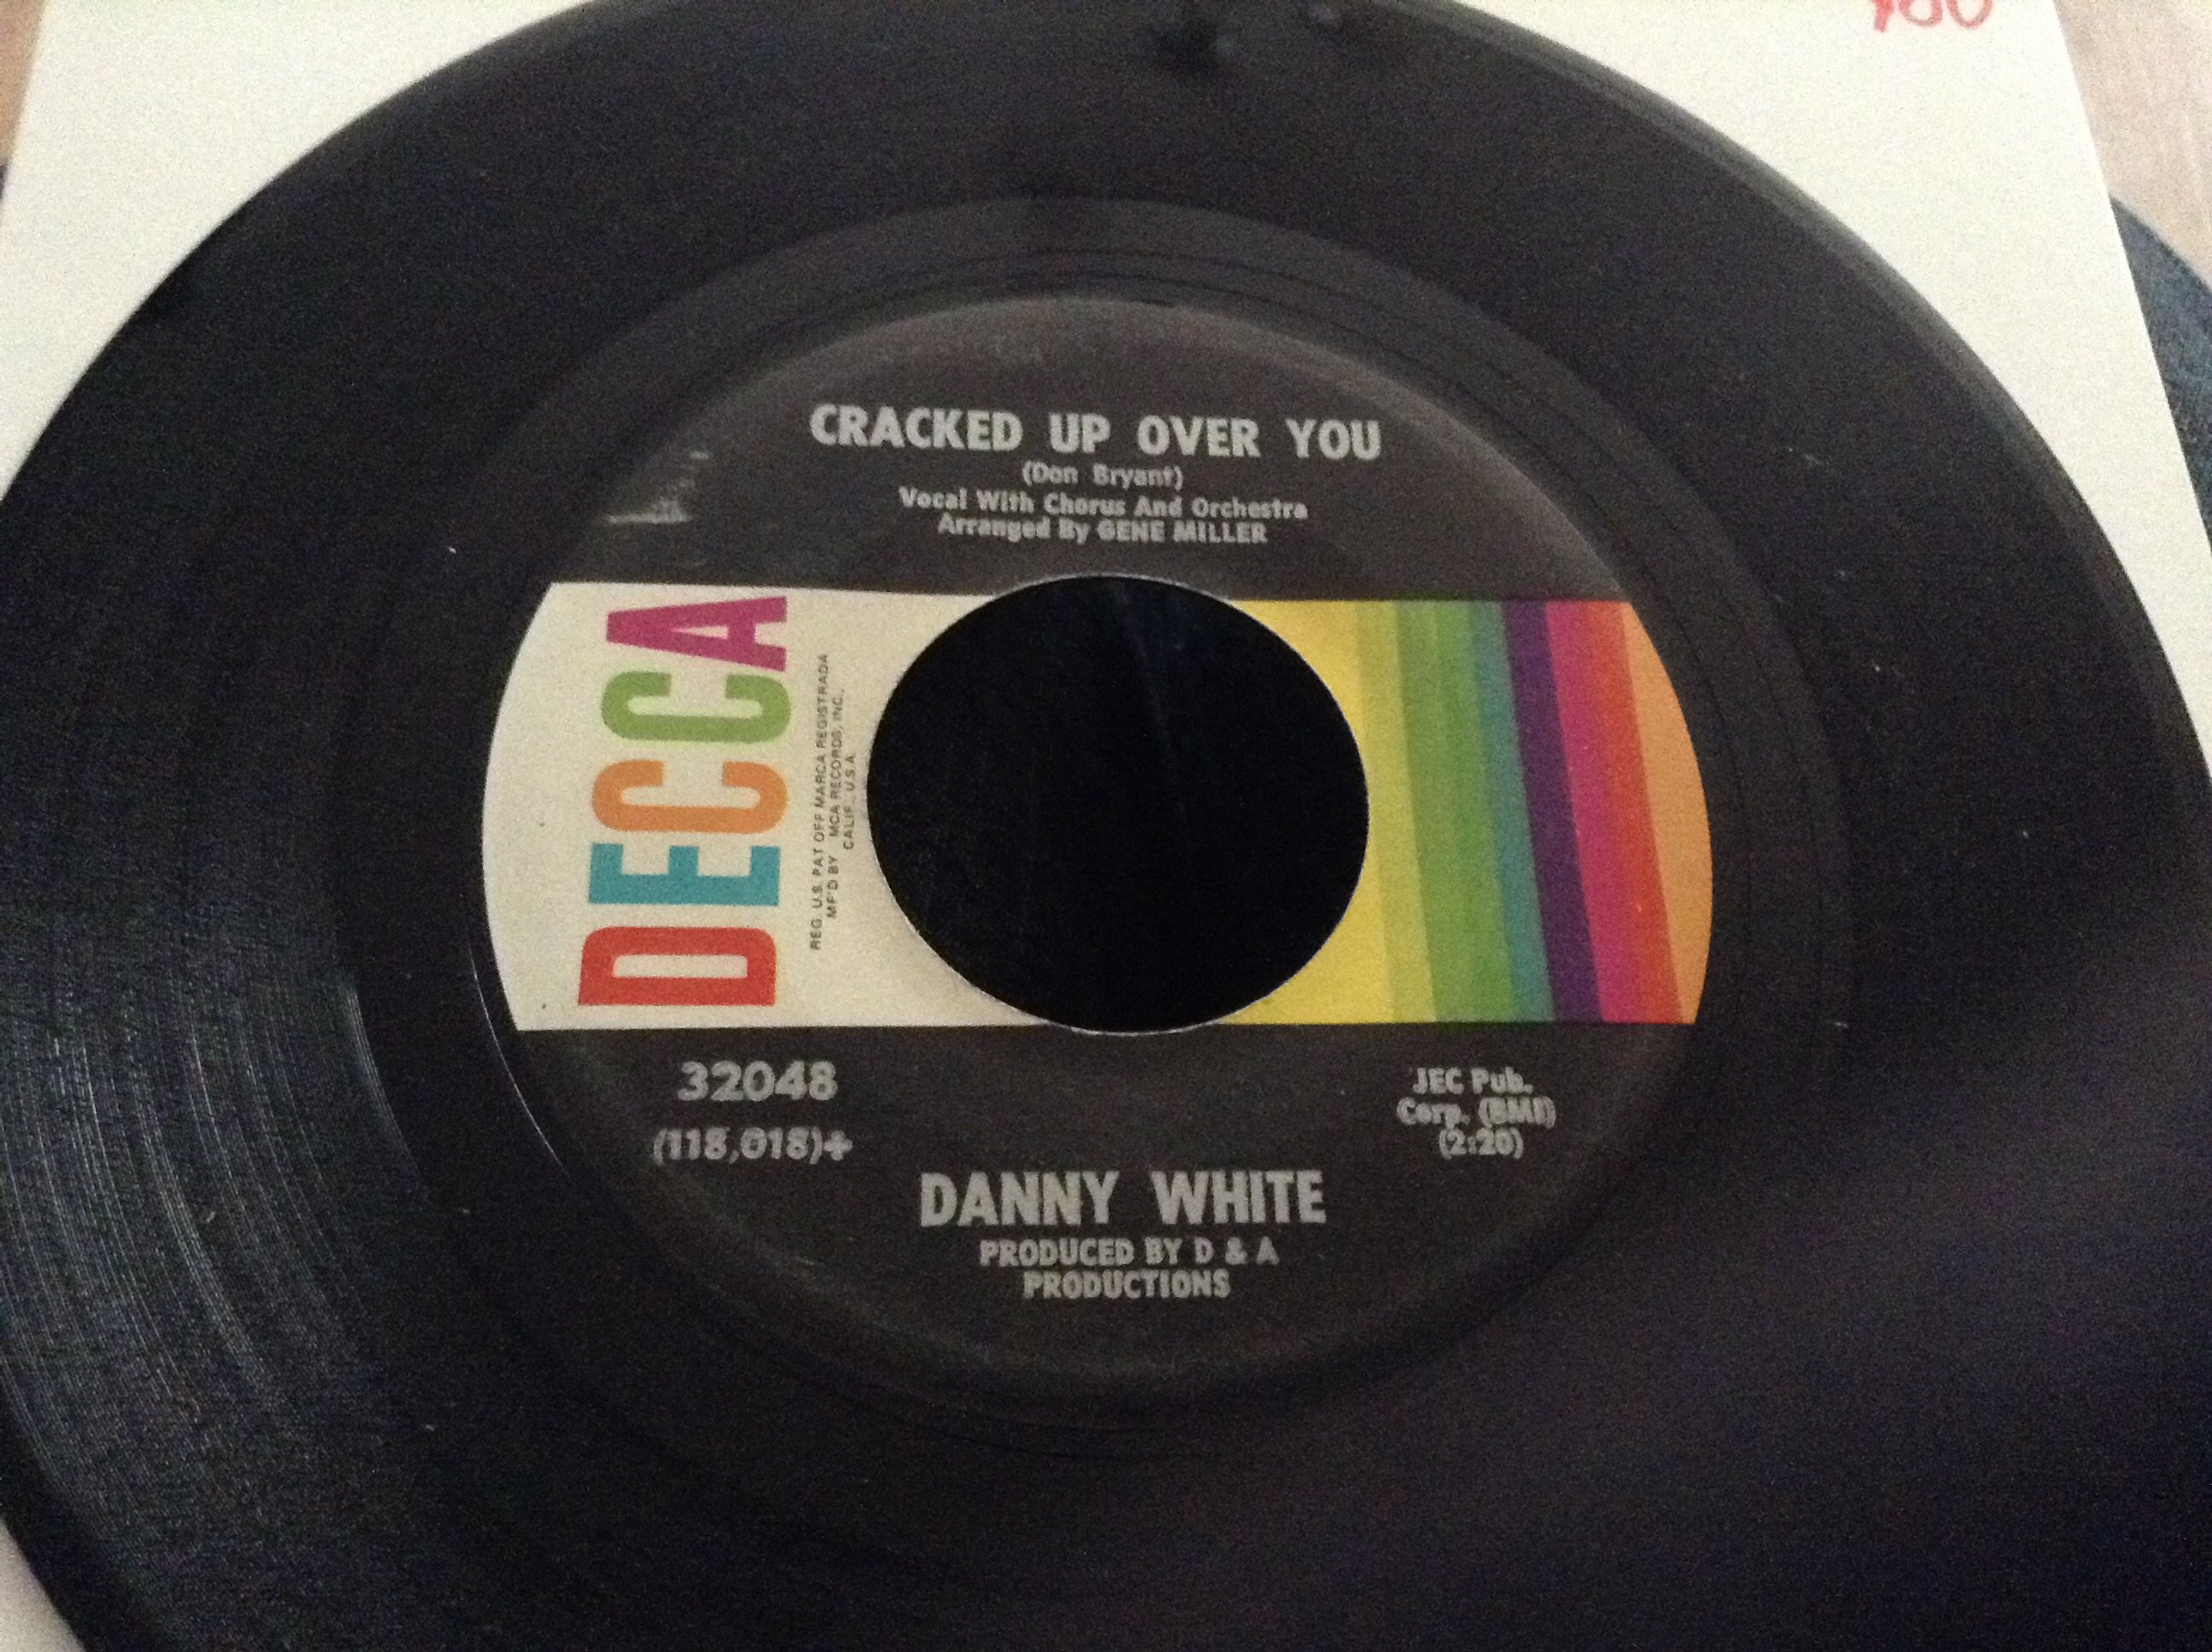 CRACKED UP OVER YOU
(Don Bryant)
Vocal With Chorus And Orchestra
Arranged By GENE MILLER
DECCA
REG. U.S. PAT OFF MARCA REGISTRADA
MF'D BY MCA RECORDS, INC.
CALIF., U.S.A.
32048
(118,018)+
JEC Pub.
Corp. (BMI)
(2:20)
DANNY WHITE
PRODUCED BY D & A
PRODUCTIONS